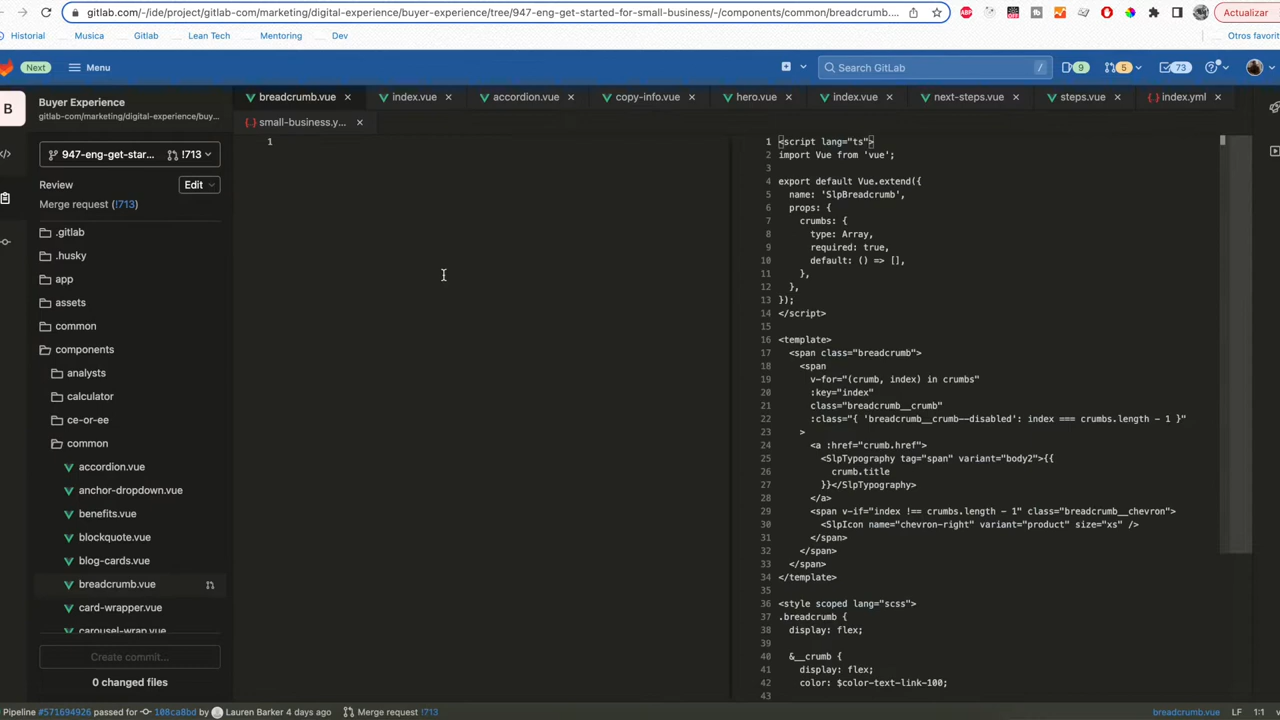 gitlab.com/-/ide/project/gitlab-com/marketing/digital-experience/buyer-experience/tree/947-eng-get-started-for-small-business/-/components/common/breadcrumb....
Actualizar
Historial Musica Gitlab Lean Tech Mentoring Dev Otros favorit
Next Menu Search GitLab / 9 5 73
B Buyer Experience
gitlab-com/marketing/digital-experience/buy...
breadcrumb.vue index.vue accordion.vue copy-info.vue hero.vue index.vue next-steps.vue steps.vue index.yml
small-business.y...
947-eng-get-star... !713
Review Edit
Merge request (!713)
.gitlab
.husky
app
assets
common
components
analysts
calculator
ce-or-ee
common
accordion.vue
anchor-dropdown.vue
benefits.vue
blockquote.vue
blog-cards.vue
breadcrumb.vue
card-wrapper.vue
carousel-wrap.vue
Create commit...
0 changed files
1
1 <script lang="ts">
2 import Vue from 'vue';
3
4 export default Vue.extend({
5 name: 'SlpBreadcrumb',
6 props: {
7 crumbs: {
8 type: Array,
9 required: true,
10 default: () => [],
11 },
12 },
13 });
14 </script>
15
16 <template>
17 <span class="breadcrumb">
18 <span
19 v-for="(crumb, index) in crumbs"
20 :key="index"
21 class="breadcrumb__crumb"
22 :class="{ 'breadcrumb__crumb--disabled': index === crumbs.length - 1 }"
23 >
24 <a :href="crumb.href">
25 <SlpTypography tag="span" variant="body2">{{
26 crumb.title
27 }}</SlpTypography>
28 </a>
29 <span v-if="index !== crumbs.length - 1" class="breadcrumb__chevron">
30 <SlpIcon name="chevron-right" variant="product" size="xs" />
31 </span>
32 </span>
33 </span>
34 </template>
35
36 <style scoped lang="scss">
37 .breadcrumb {
38 display: flex;
39
40 &__crumb {
41 display: flex;
42 color: $color-text-link-100;
43
Pipeline #571694926 passed for 108ca8bd by Lauren Barker 4 days ago Merge request !713 breadcrumb.vue LF 1:1